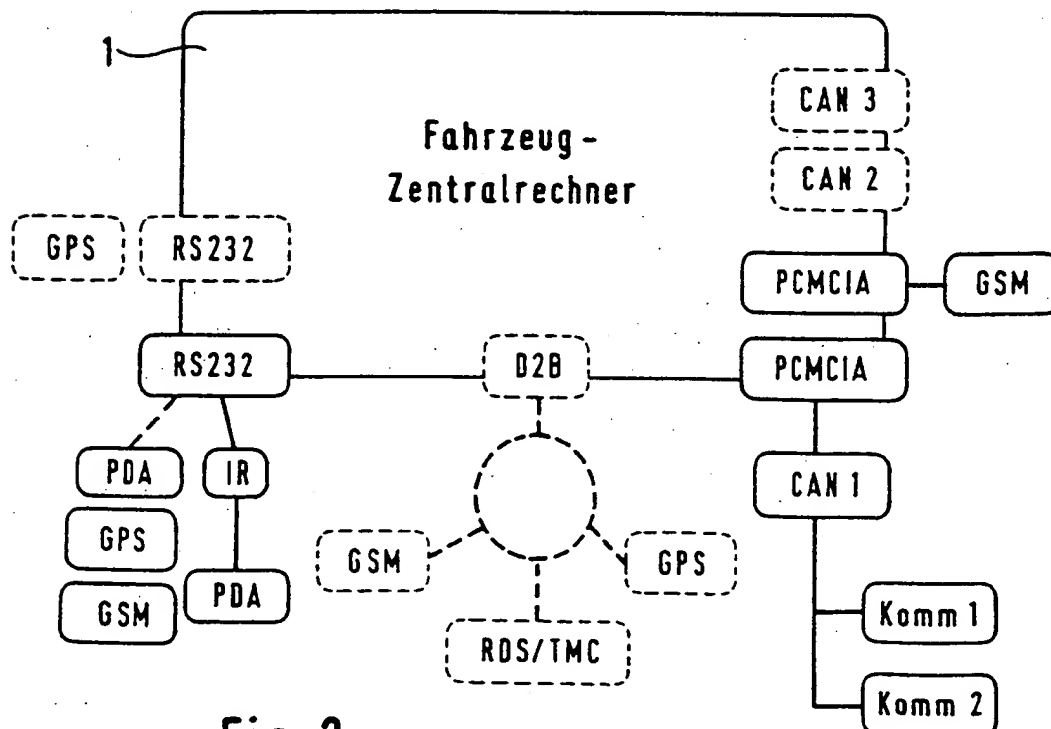 1
CAN 3
Fahrzeug-
Zentralrechner
CAN 2
GPS
RS232
PCMCIA
GSM
RS232
D2B
PCMCIA
PDA
IR
CAN 1
GPS
GSM
GPS
PDA
GSM
Komm 1
RDS/TMC
Komm 2